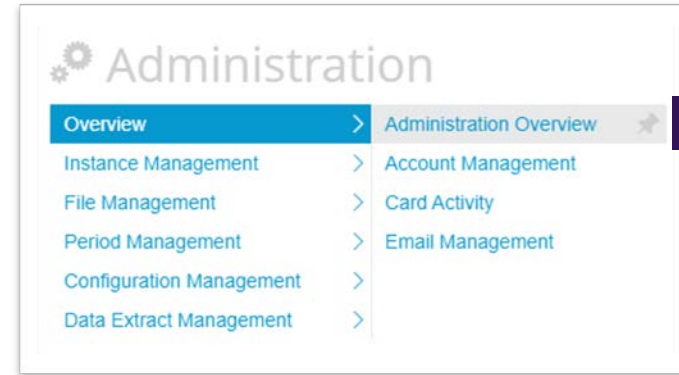 Administration
Overview
Instance Management
File Management
Period Management
Configuration Management
Data Extract Management
Administration Overview
Account Management
Card Activity
Email Management